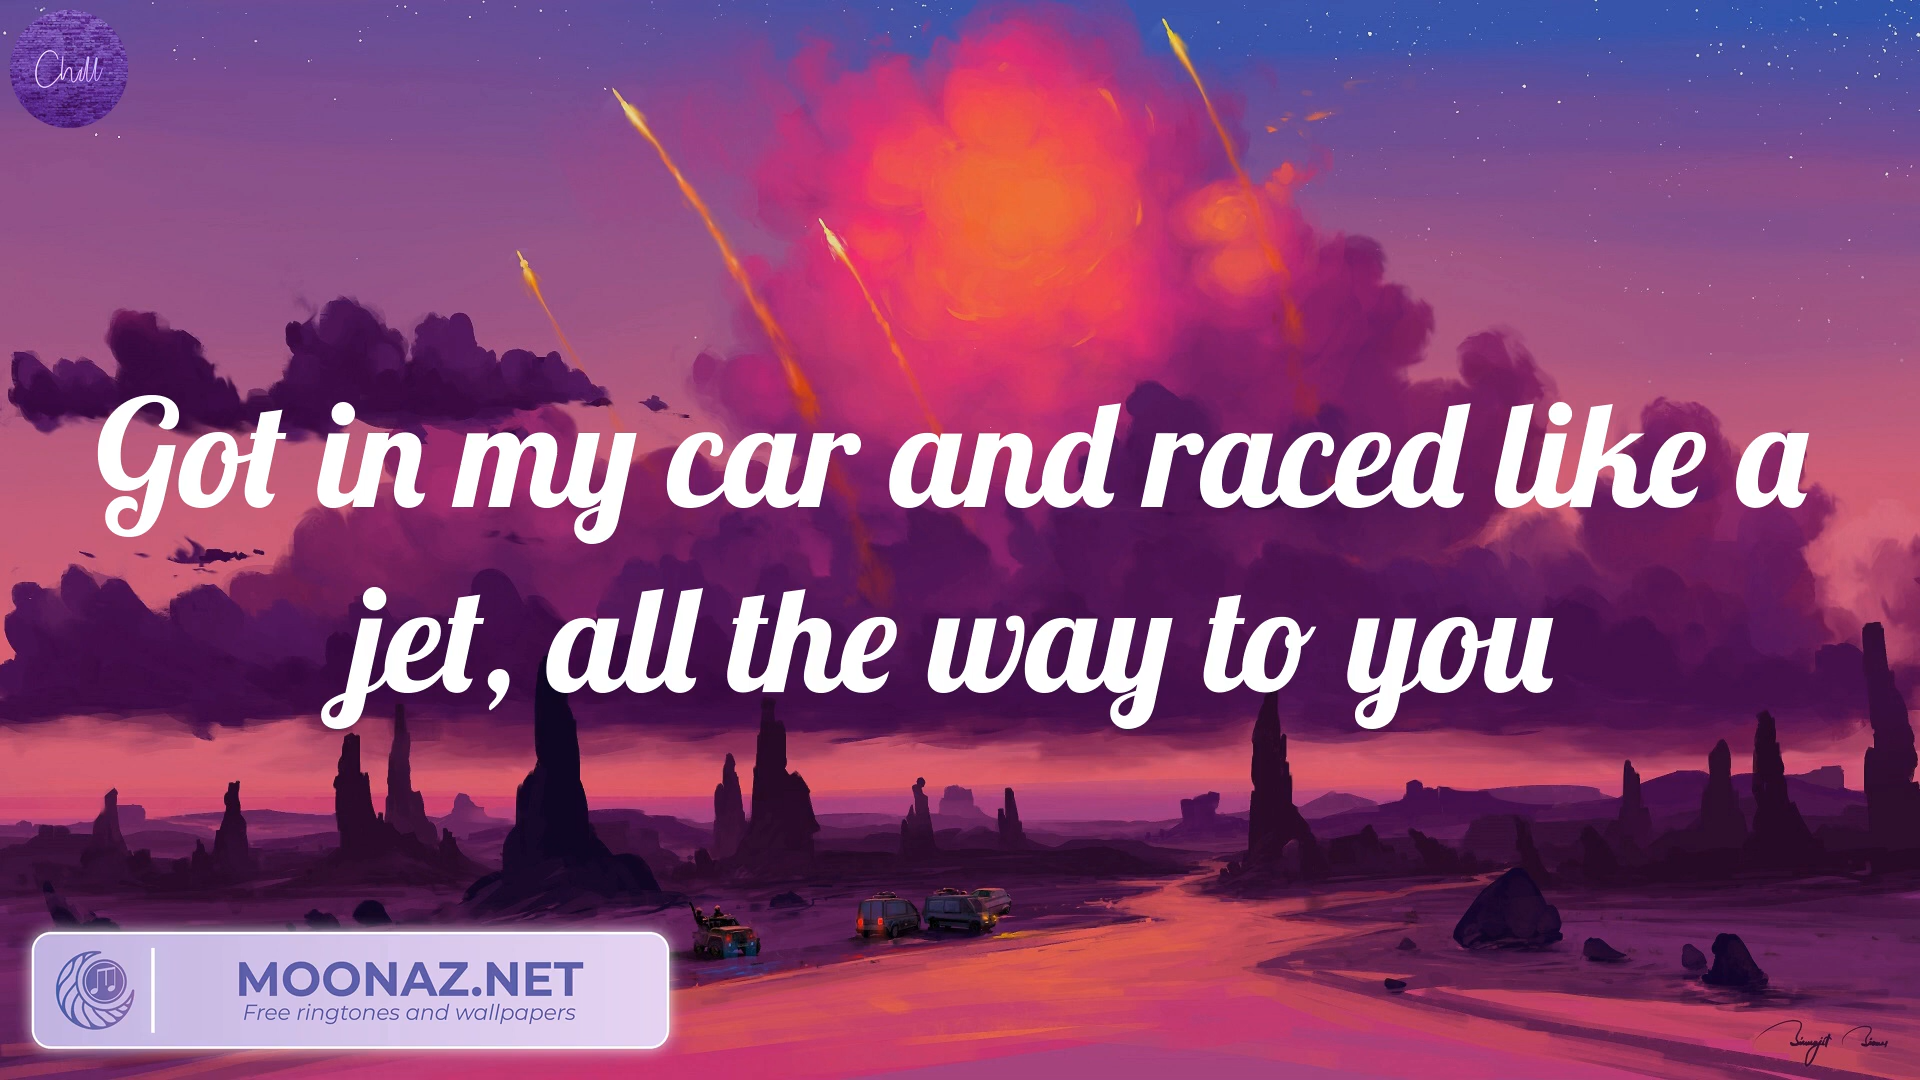 Chill
Got in my car and raced like a
jet, all the way to you
MOONAZ.NET
Free ringtones and wallpapers